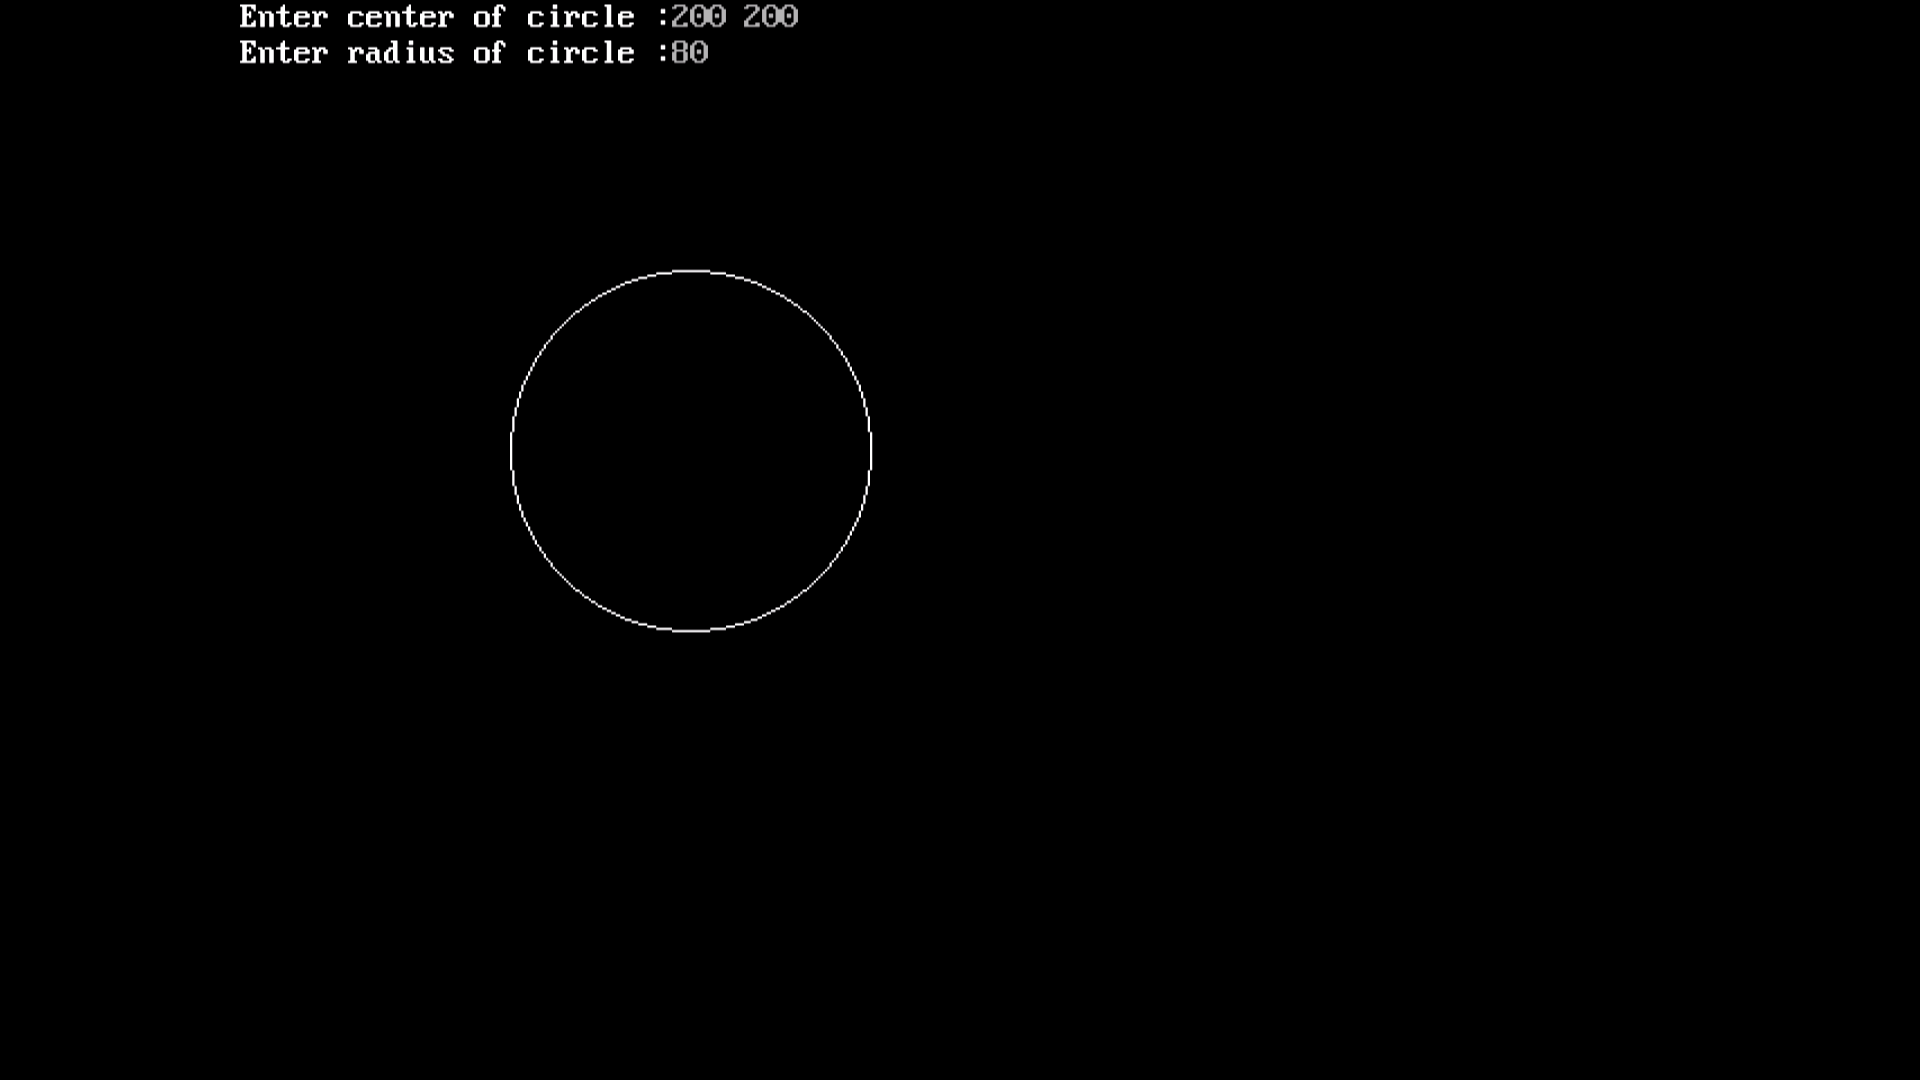 Enter center of circle :200 200
Enter radius of circle :80